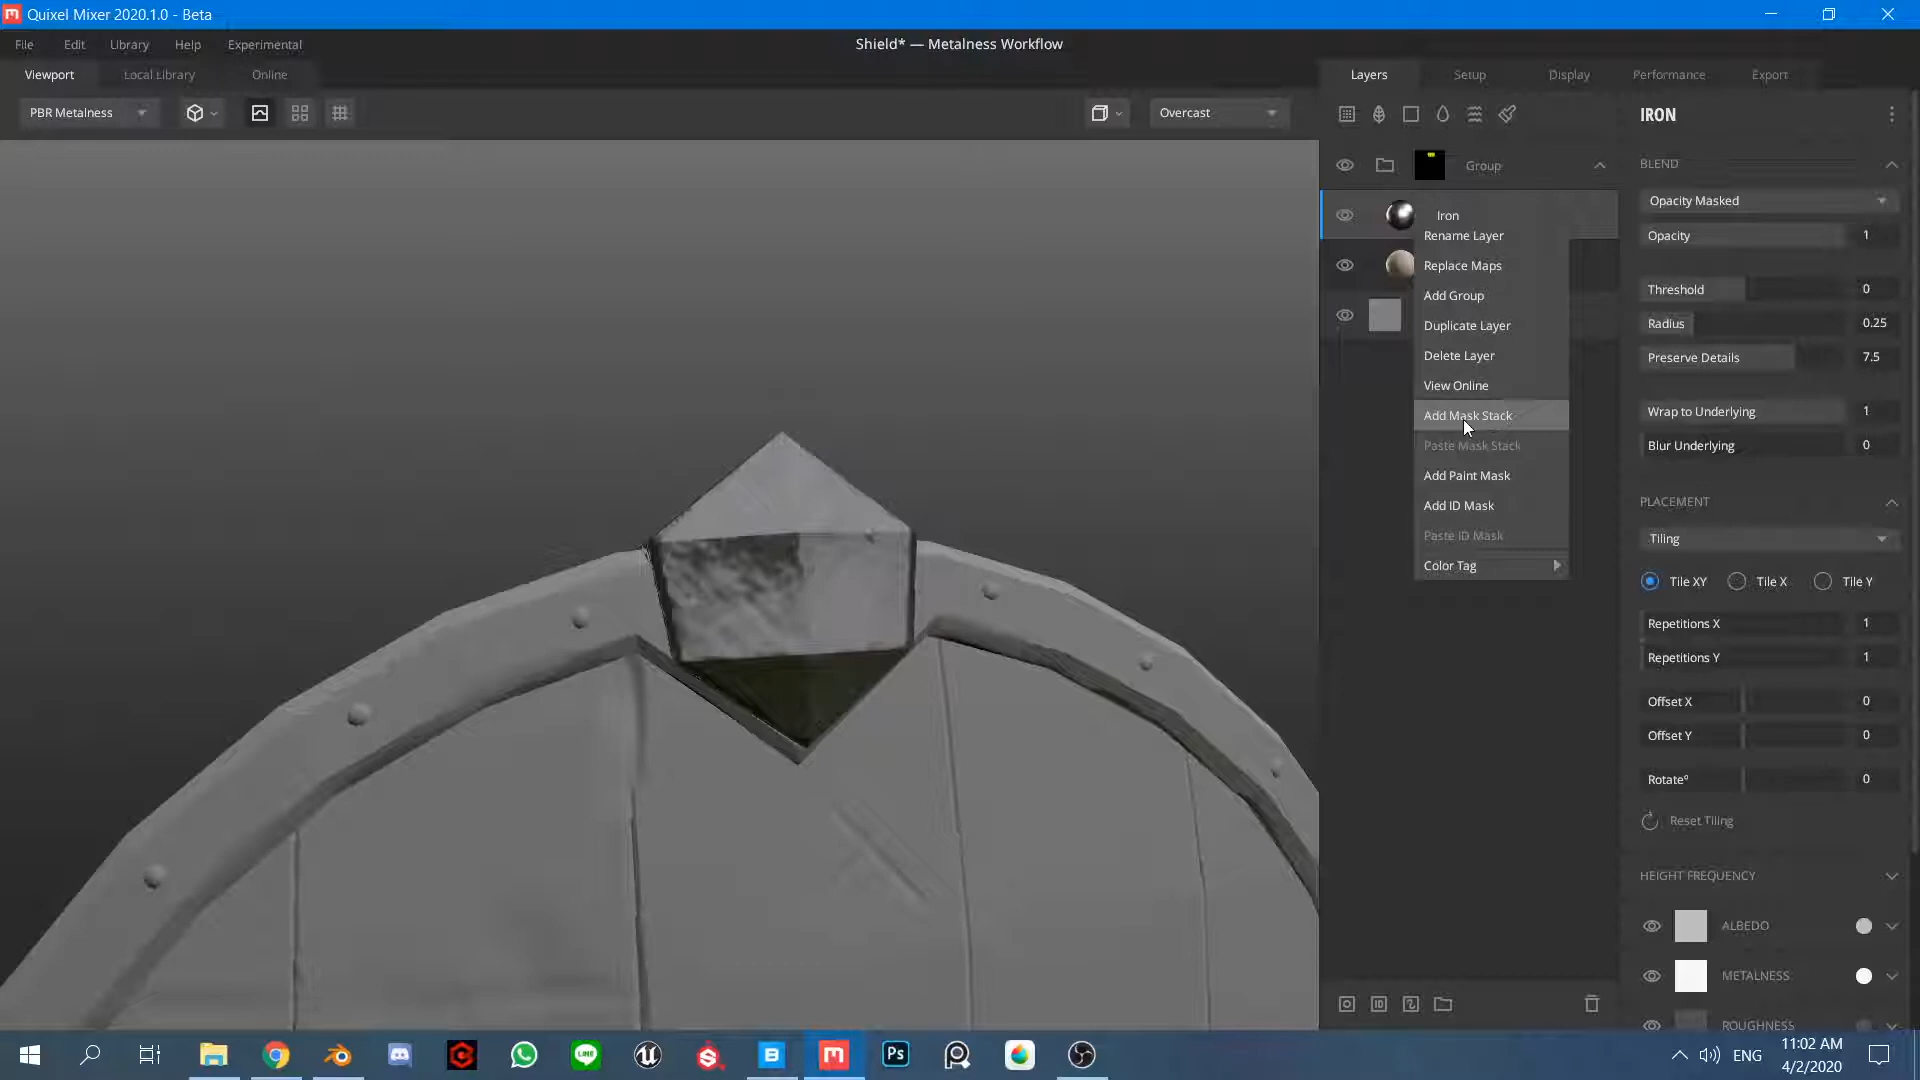 Quixel Mixer 2020.1.0 - Beta
File Edit Library Help Experimental
Shield* — Metalness Workflow
Viewport Local Library Online
Layers Setup Display Performance Export
PBR Metalness
Overcast
IRON
Group
BLEND
Iron
Opacity Masked
Rename Layer
Opacity 1
Replace Maps
Add Group
Threshold 0
Duplicate Layer
Radius 0.25
Delete Layer
Preserve Details 7.5
View Online
Add Mask Stack
Wrap to Underlying 1
Paste Mask Stack
Blur Underlying 0
Add Paint Mask
Add ID Mask
PLACEMENT
Paste ID Mask
Tiling
Color Tag
Tile XY Tile X Tile Y
Repetitions X 1
Repetitions Y 1
Offset X 0
Offset Y 0
Rotate° 0
Reset Tiling
HEIGHT FREQUENCY
ALBEDO
METALNESS
ROUGHNESS
ENG
11:02 AM
4/2/2020